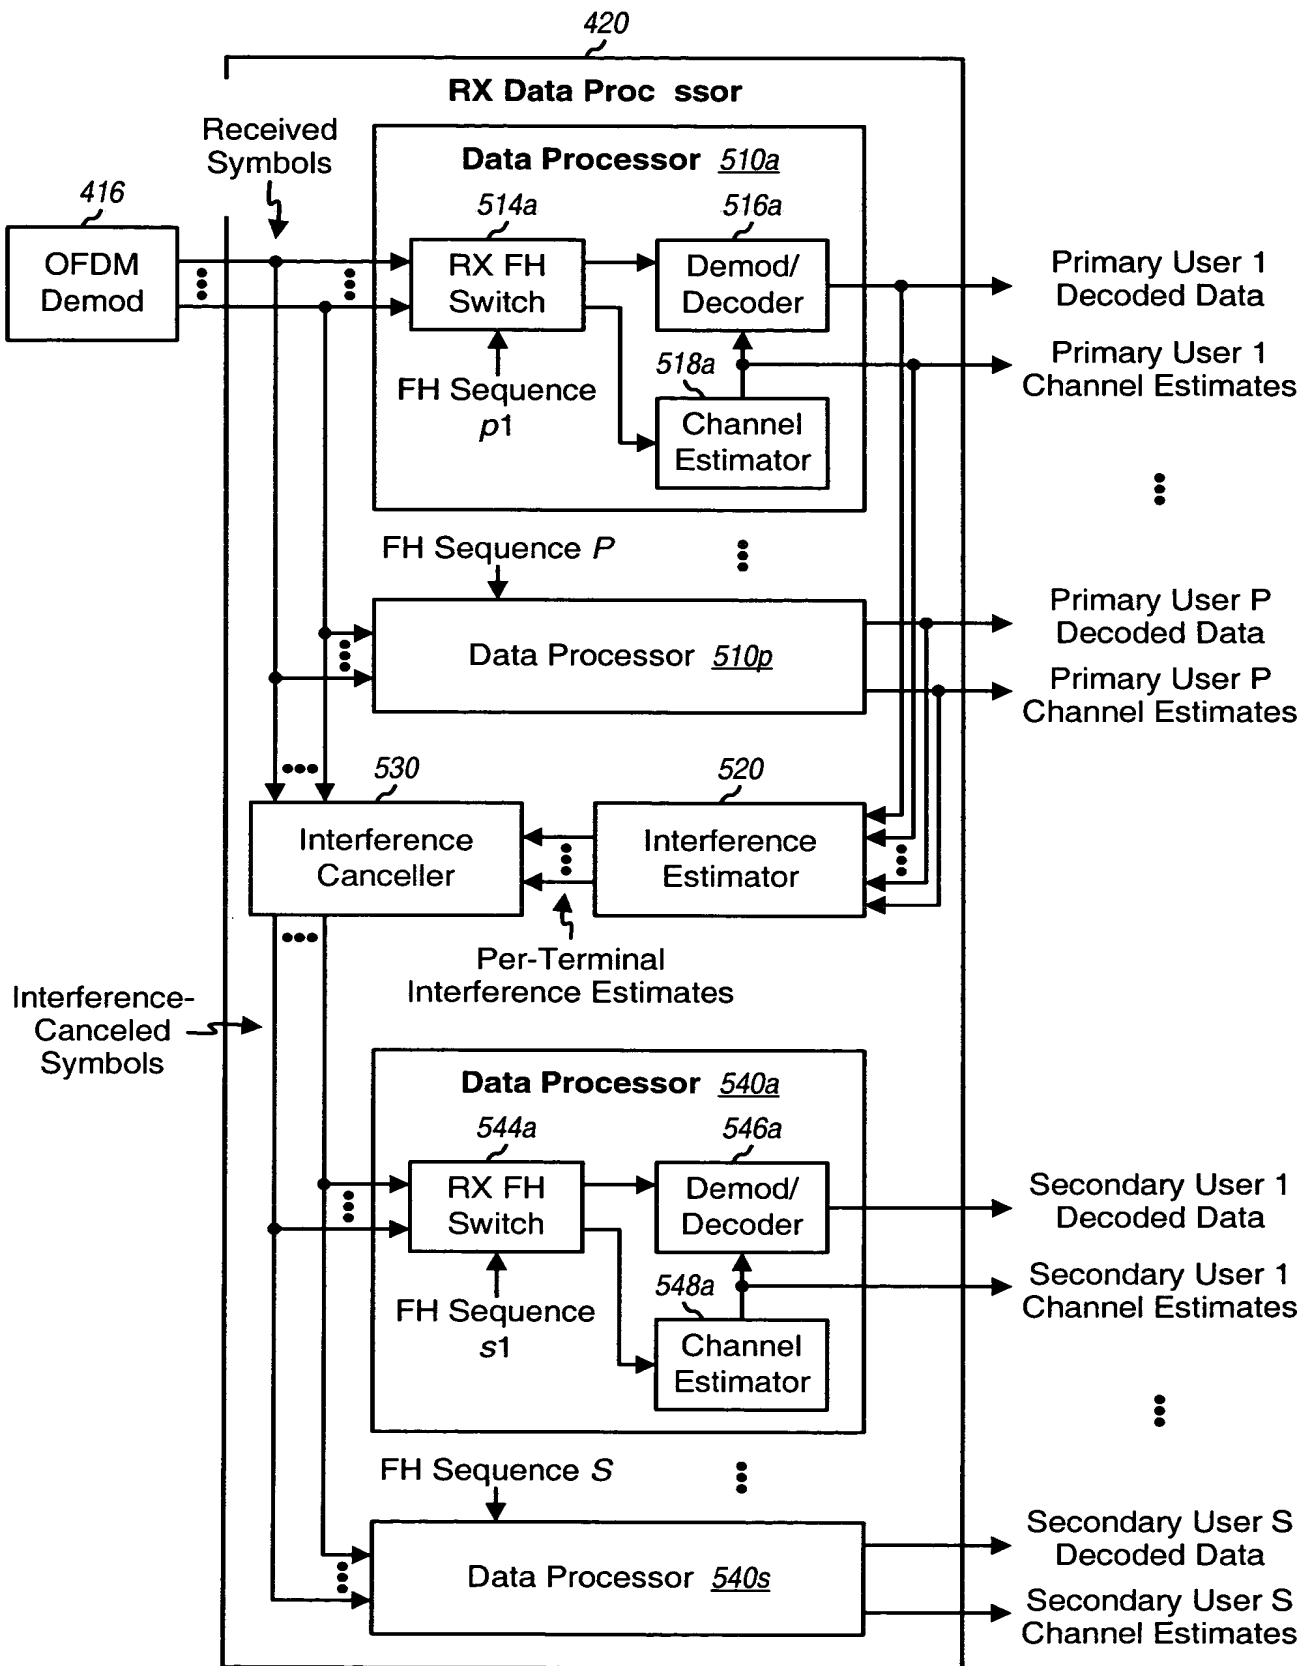 420
RX Data Proc ssor
Received
Symbols
Data Processor 510a
416
514a
516a
OFDM
Demod
RX FH
Switch
Demod/
Decoder
Primary User 1
Decoded Data
518a
FH Sequence
p1
Channel
Estimator
Primary User 1
Channel Estimates
FH Sequence P
Data Processor 510p
Primary User P
Decoded Data
Primary User P
Channel Estimates
530
520
Interference
Canceller
Interference
Estimator
Per-Terminal
Interference Estimates
Interference-
Canceled
Symbols
Data Processor 540a
544a
546a
RX FH
Switch
Demod/
Decoder
Secondary User 1
Decoded Data
548a
FH Sequence
s1
Channel
Estimator
Secondary User 1
Channel Estimates
FH Sequence S
Data Processor 540s
Secondary User S
Decoded Data
Secondary User S
Channel Estimates